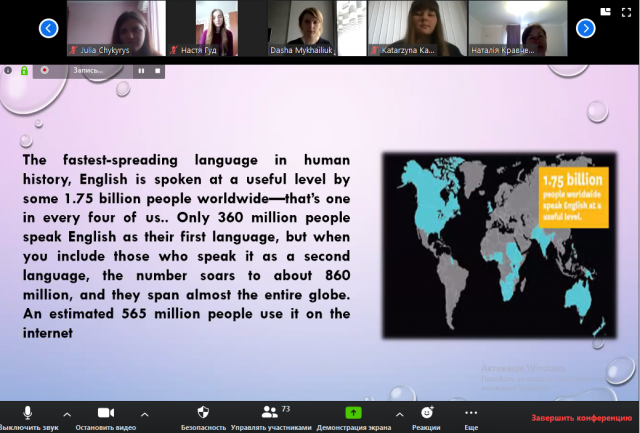 Julia Chykyrys
Настя Гуд
Dasha Mykhailiuk
Katarzyna Ka...
Наталія Кравче...
Запись...
The fastest-spreading language in human
history, English is spoken at a useful level by
some 1.75 billion people worldwide—that's one
in every four of us.. Only 360 million people
speak English as their first language, but when
you include those who speak it as a second
language, the number soars to about 860
million, and they span almost the entire globe.
An estimated 565 million people use it on the
internet
1.75 billion
people worldwide
speak English at a
useful level.
73
Выключить звук
Остановить видео
Безопасность
Управлять участниками
Демонстрация экрана
Реакции
Еще
Завершить конференцию